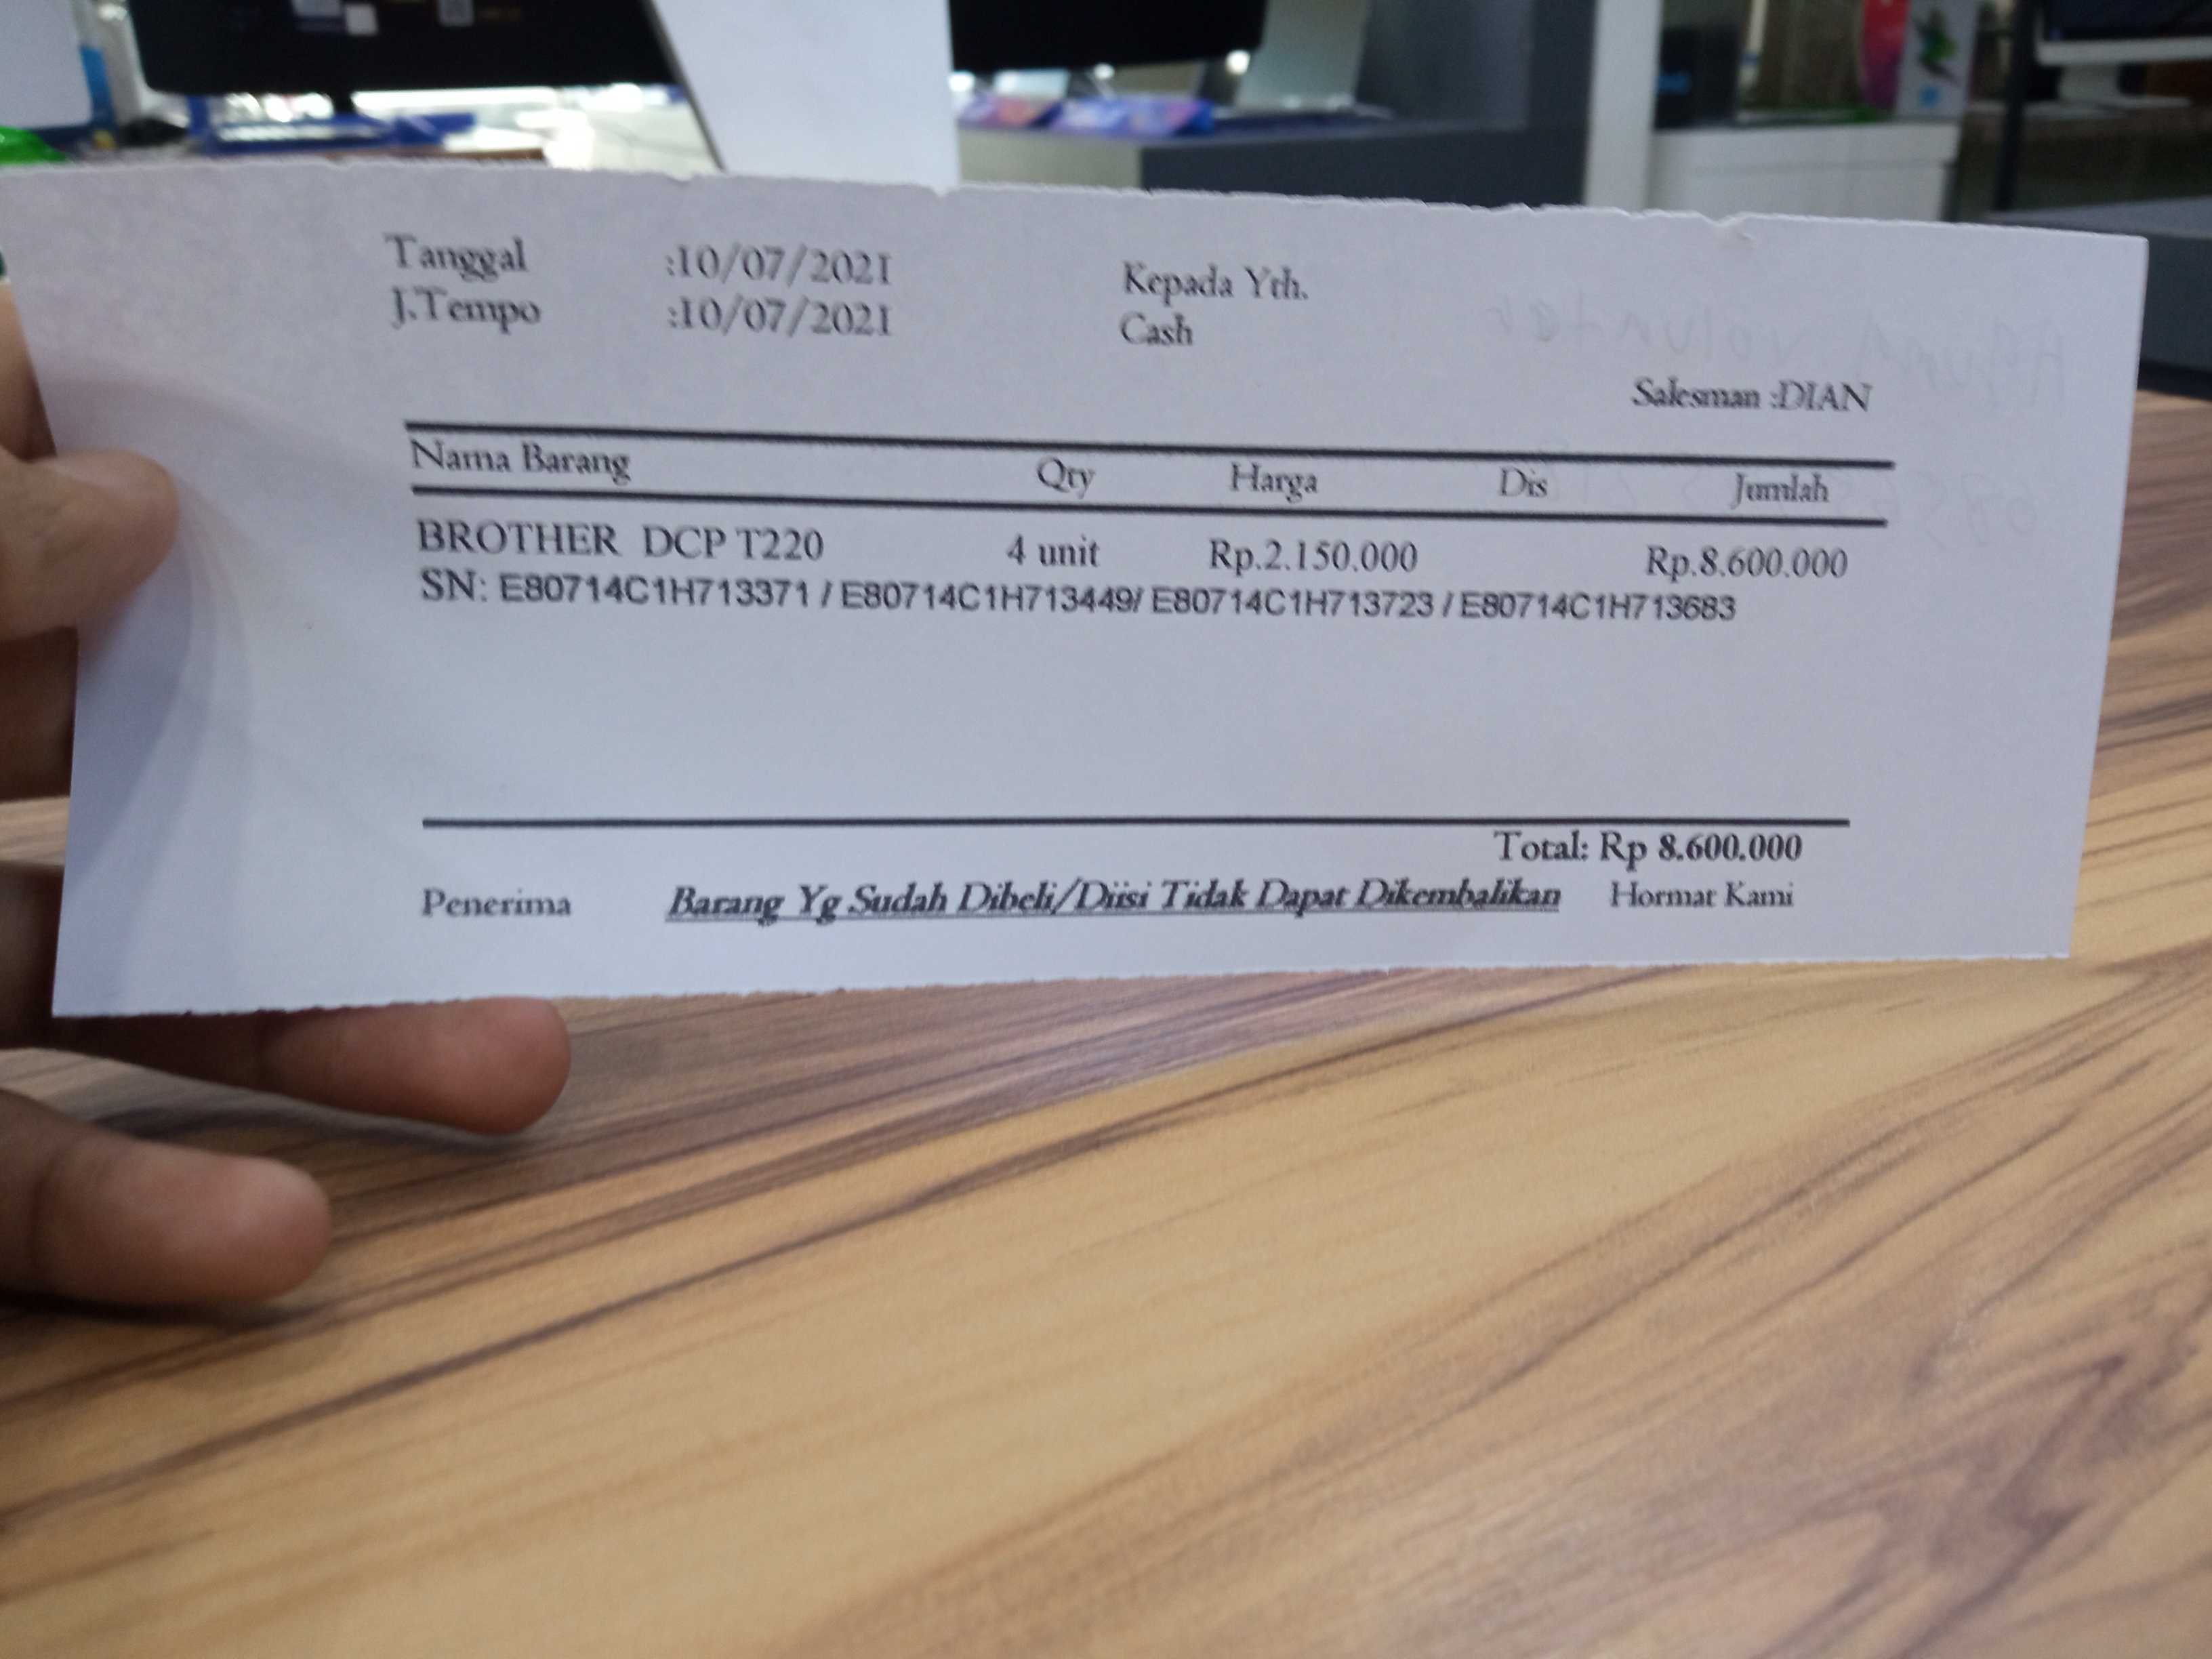 Tanggal :10/07/2021
J.Tempo :10/07/2021
Kepada Yth.
Cash
Salesman :DIAN
Nama Barang Qty Harga Dis Jumlah
BROTHER DCP T220 4 unit Rp.2.150.000 Rp.8.600.000
SN: E80714C1H713371 / E80714C1H713449/ E80714C1H713723 / E80714C1H713683
Total: Rp 8.600.000
Penerima Barang Yg Sudah Dibeli/Diisi Tidak Dapat Dikembalikan Hormat Kami